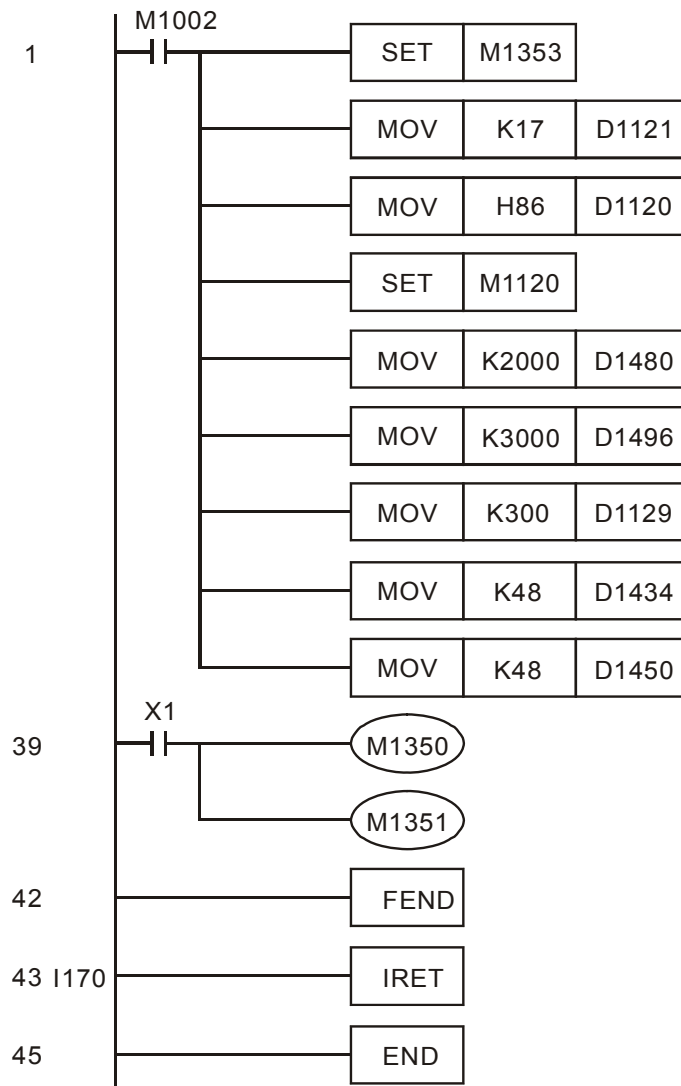 M1002
1 SET M1353
MOV K17 D1121
MOV H86 D1120
SET M1120
MOV K2000 D1480
MOV K3000 D1496
MOV K300 D1129
MOV K48 D1434
MOV K48 D1450
X1
39 M1350
M1351
42 FEND
43 I170 IRET
45 END